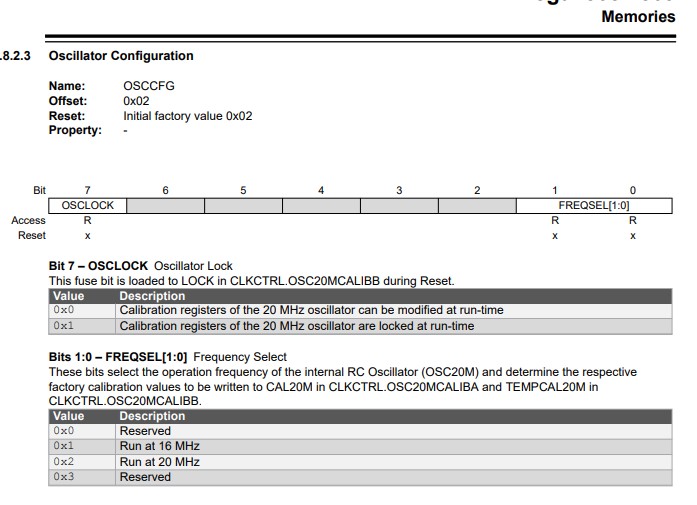 Memories
.8.2.3 Oscillator Configuration
Name: OSCCFG
Offset: 0x02
Reset: Initial factory value 0x02
Property: -
Bit 7 6 5 4 3 2 1 0
OSCLOCK FREQSEL[1:0]
Access R R R
Reset x x x
Bit 7 – OSCLOCK Oscillator Lock
This fuse bit is loaded to LOCK in CLKCTRL.OSC20MCALIBB during Reset.
Value Description
0x0 Calibration registers of the 20 MHz oscillator can be modified at run-time
0x1 Calibration registers of the 20 MHz oscillator are locked at run-time
Bits 1:0 – FREQSEL[1:0] Frequency Select
These bits select the operation frequency of the internal RC Oscillator (OSC20M) and determine the respective
factory calibration values to be written to CAL20M in CLKCTRL.OSC20MCALIBA and TEMPCAL20M in
CLKCTRL.OSC20MCALIBB.
Value Description
0x0 Reserved
0x1 Run at 16 MHz
0x2 Run at 20 MHz
0x3 Reserved